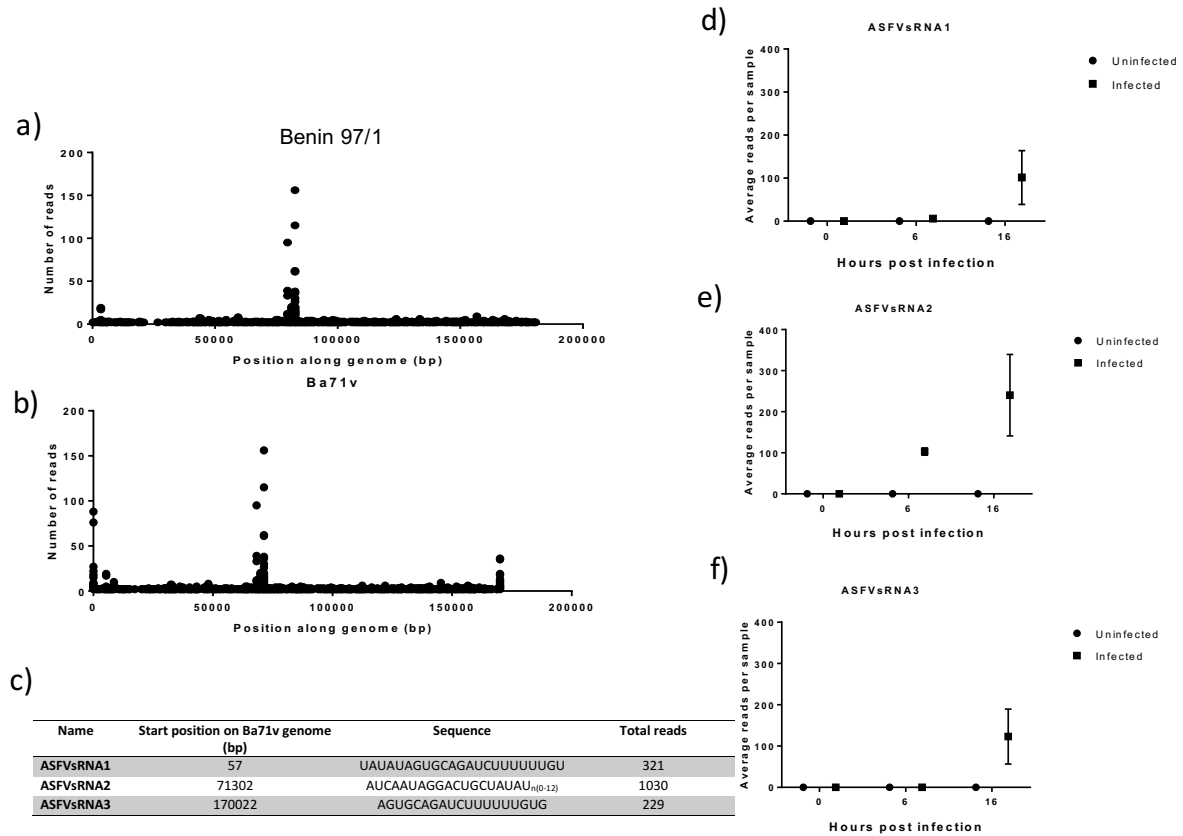 a)
Benin 97/1
200
150
100
50
0
Number of reads
0 50000 100000 150000 200000
Position along genome (bp)
b)
Ba71v
200
150
100
50
0
Number of reads
0 50000 100000 150000 200000
Position along genome (bp)
c)
Name Start position on Ba71v genome (bp) Sequence Total reads
ASFVsRNA1 57 UAUAUAGUGCAGAUCUUUUUUGU 321
ASFVsRNA2 71302 AUCAAUAGGACUGCUAUAUn(0-12) 1030
ASFVsRNA3 170022 AGUGCAGAUCUUUUUUGUG 229
d)
ASFVsRNA1
400
300
200
100
0
Average reads per sample
0 6 16
Hours post infection
Uninfected
Infected
e)
ASFVsRNA2
400
300
200
100
0
Average reads per sample
0 6 16
Hours post infection
Uninfected
Infected
f)
ASFVsRNA3
400
300
200
100
0
Average reads per sample
0 6 16
Hours post infection
Uninfected
Infected